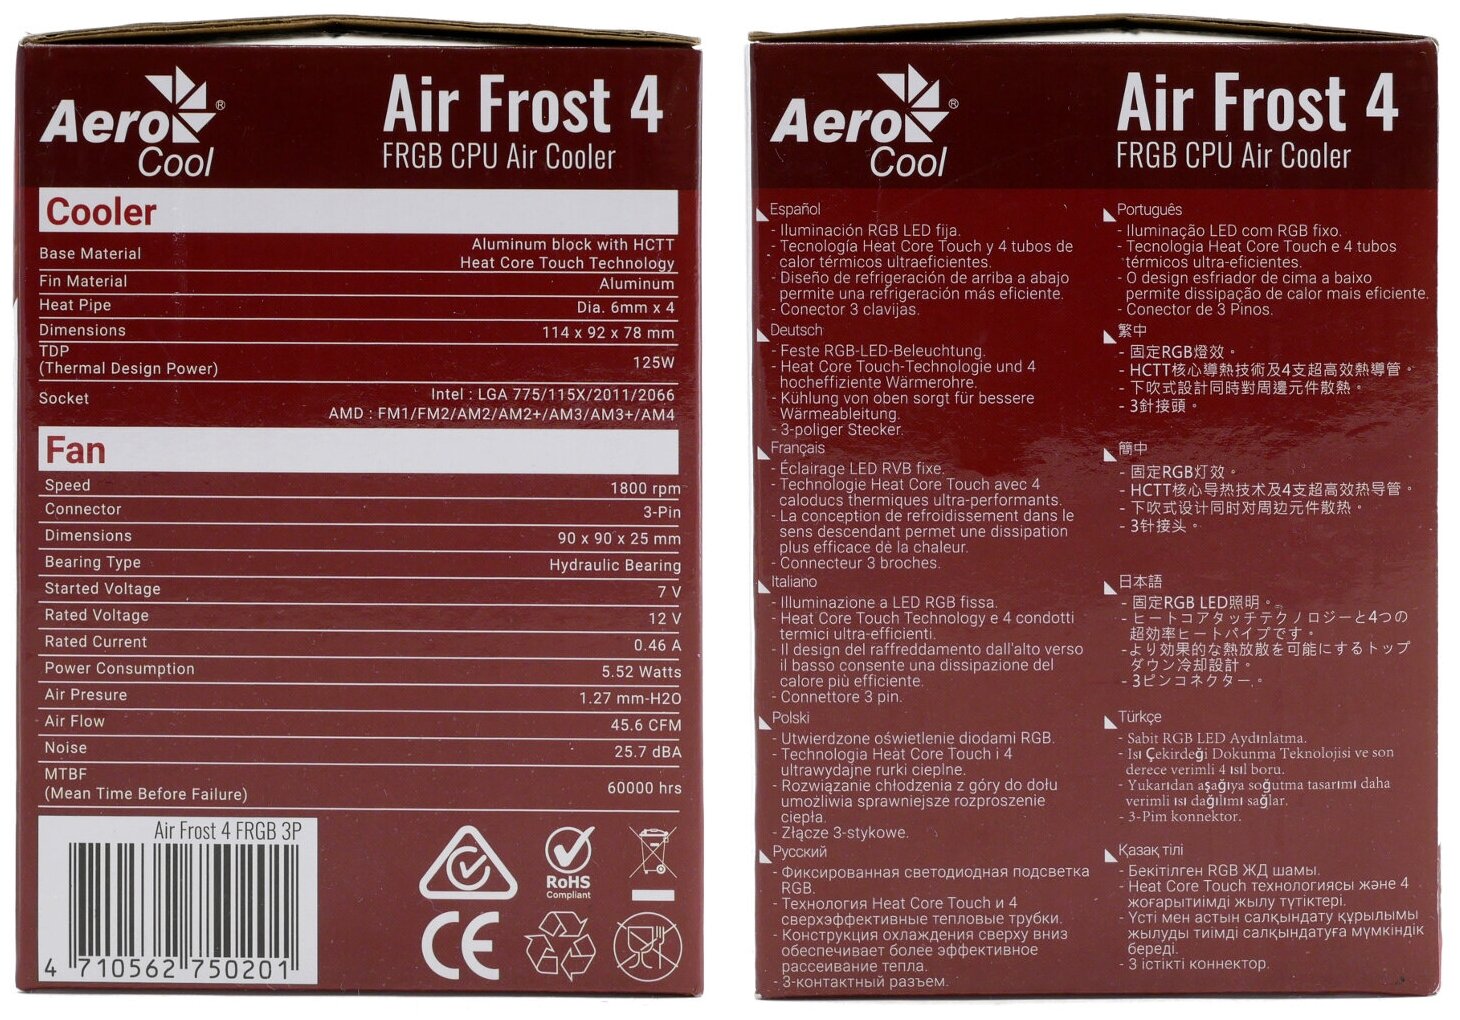 Aero
Cool
®
Air Frost 4
FRGB CPU Air Cooler
Cooler
Base Material
Aluminum block with HCTT
Heat Core Touch Technology
Fin Material Aluminum
Heat Pipe Dia. 6mm x 4
Dimensions 114 x 92 x 78 mm
TDP
(Thermal Design Power) 125W
Socket
Intel : LGA 775/115X/2011/2066
AMD : FM1/FM2/AM2/AM2+/AM3/AM3+/AM4
Fan
Speed 1800 rpm
Connector 3-Pin
Dimensions 90 x 90 x 25 mm
Bearing Type Hydraulic Bearing
Started Voltage 7 V
Rated Voltage 12 V
Rated Current 0.46 A
Power Consumption 5.52 Watts
Air Presure 1.27 mm-H2O
Air Flow 45.6 CFM
Noise 25.7 dBA
MTBF
(Mean Time Before Failure) 60000 hrs
Air Frost 4 FRGB 3P
4 710562 750201
RoHS
Compliant
CE
Aero
Cool
®
Air Frost 4
FRGB CPU Air Cooler
Español
- Iluminación RGB LED fija.
- Tecnología Heat Core Touch y 4 tubos de
calor térmicos ultraeficientes.
- Diseño de refrigeración de arriba a abajo
permite una refrigeración más eficiente.
- Conector 3 clavijas.
Deutsch
- Feste RGB-LED-Beleuchtung.
- Heat Core Touch-Technologie und 4
hocheffiziente Wärmerohre.
- Kühlung von oben sorgt für bessere
Wärmeableitung.
- 3-poliger Stecker.
Français
- Éclairage LED RVB fixe.
- Technologie Heat Core Touch avec 4
caloducs thermiques ultra-performants.
- La conception de refroidissement dans le
sens descendant permet une dissipation
plus efficace de la chaleur.
- Connecteur 3 broches.
Italiano
- Illuminazione a LED RGB fissa.
- Heat Core Touch Technology e 4 condotti
termici ultra-efficienti.
- Il design del raffreddamento dall'alto verso
il basso consente una dissipazione del
calore più efficiente.
- Connettore 3 pin.
Polski
- Utwierdzone oświetlenie diodami RGB.
- Technologia Heat Core Touch i 4
ultrawydajne rurki cieplne.
- Rozwiązanie chłodzenia z góry do dołu
umożliwia sprawniejsze rozproszenie
ciepła.
- Złącze 3-stykowe.
Русский
- Фиксированная светодиодная подсветка
RGB.
- Технология Heat Core Touch и 4
сверхэффективные тепловые трубки.
- Конструкция охлаждения сверху вниз
обеспечивает более эффективное
рассеивание тепла.
- 3-контактный разъем.
Português
- Iluminação LED com RGB fixo.
- Tecnologia Heat Core Touch e 4 tubos
térmicos ultra-eficientes.
- O design esfriador de cima a baixo
permite dissipação de calor mais eficiente.
- Conector de 3 Pinos.
繁中
- 固定RGB燈效。
- HCTT核心導熱技術及4支超高效熱導管。
- 下吹式設計同時對周邊元件散熱。
- 3針接頭。
簡中
- 固定RGB灯效。
- HCTT核心导热技术及4支超高效热导管。
- 下吹式设计同时对周边元件散热。
- 3针接头。
日本語
- 固定RGB LED照明。
- ヒートコアタッチテクノロジーと4つの
超効率ヒートパイプです。
- より効果的な熱放散を可能にするトップ
ダウン冷却設計。
- 3ピンコネクター.。
Türkçe
- Sabit RGB LED Aydınlatma.
- Isı Çekirdeği Dokunma Teknolojisi ve son
derece verimli 4 ısıl boru.
- Yukarıdan aşağıya soğutma tasarımı daha
verimli ısı dağılımı sağlar.
- 3-Pim konnektor.
Қазақ тілі
- Бекітілген RGB ЖД шамы.
- Heat Core Touch технологиясы және 4
жоғарытиімді жылу түтіктері.
- Үсті мен астын салқындату құрылымы
жылуды тиімді салқындатуға мүмкіндік
береді.
- 3 істікті коннектор.